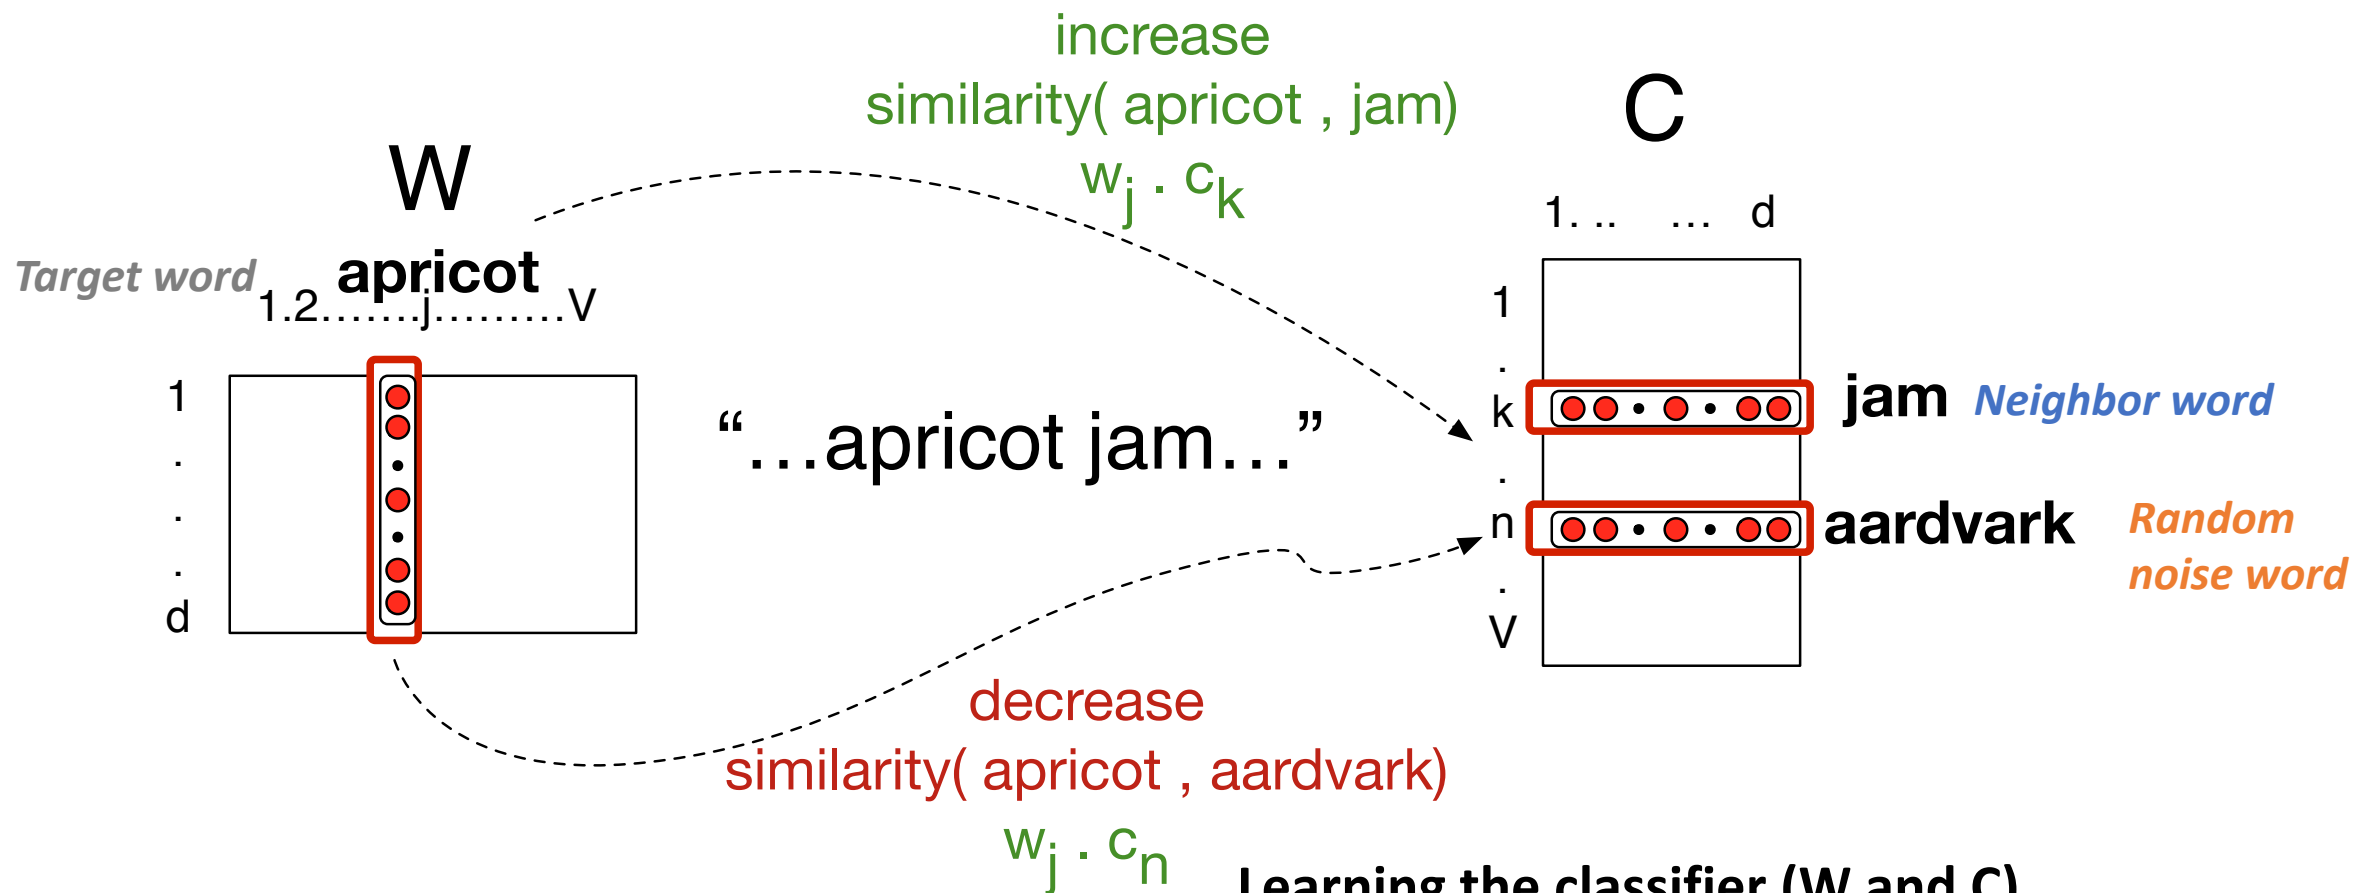 increase
similarity( apricot , jam)
wj . ck
W
C
1. .. … d
Target word
apricot
1.2.......j.........V
1
.
.
.
d
“…apricot jam…”
1
.
k
.
n
.
V
jam
Neighbor word
aardvark
Random
noise word
decrease
similarity( apricot , aardvark)
wj . cn
Learning the classifier (W and C)